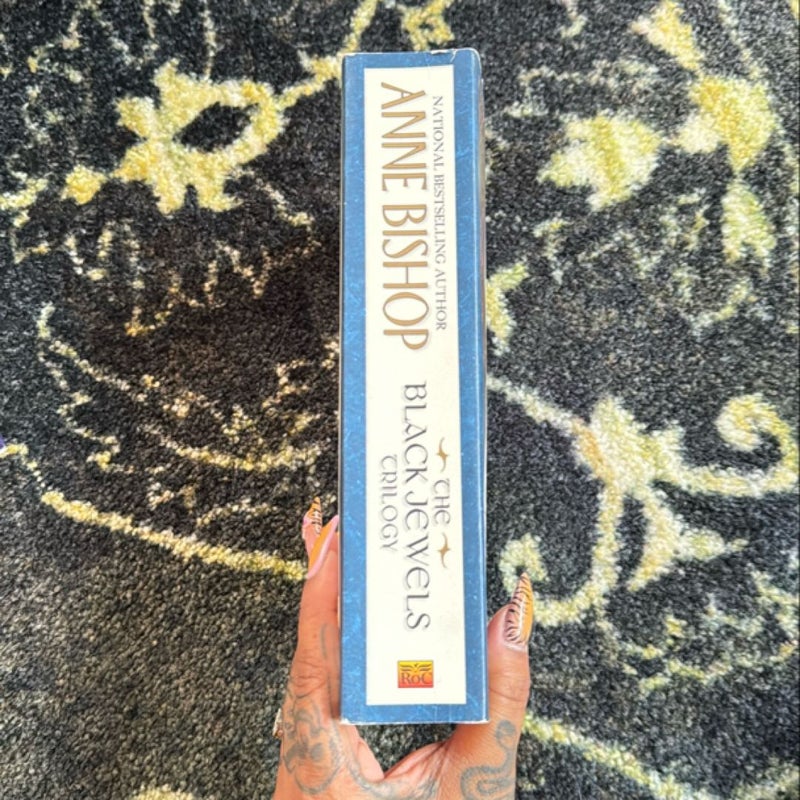 NATIONAL BESTSELLING AUTHOR
ANNE BISHOP
THE
BLACK JEWELS
TRILOGY
ROC